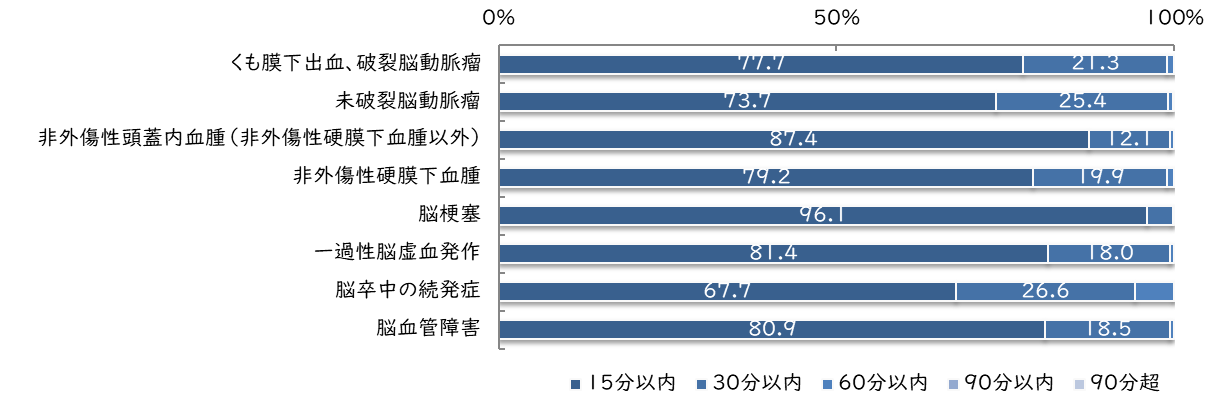 0% 50% 100%
くも膜下出血、破裂脳動脈瘤 77.7 21.3
未破裂脳動脈瘤 73.7 25.4
非外傷性頭蓋内血腫（非外傷性硬膜下血腫以外） 87.4 12.1
非外傷性硬膜下血腫 79.2 19.9
脳梗塞 96.1
一過性脳虚血発作 81.4 18.0
脳卒中の続発症 67.7 26.6
脳血管障害 80.9 18.5
15分以内 30分以内 60分以内 90分以内 90分超